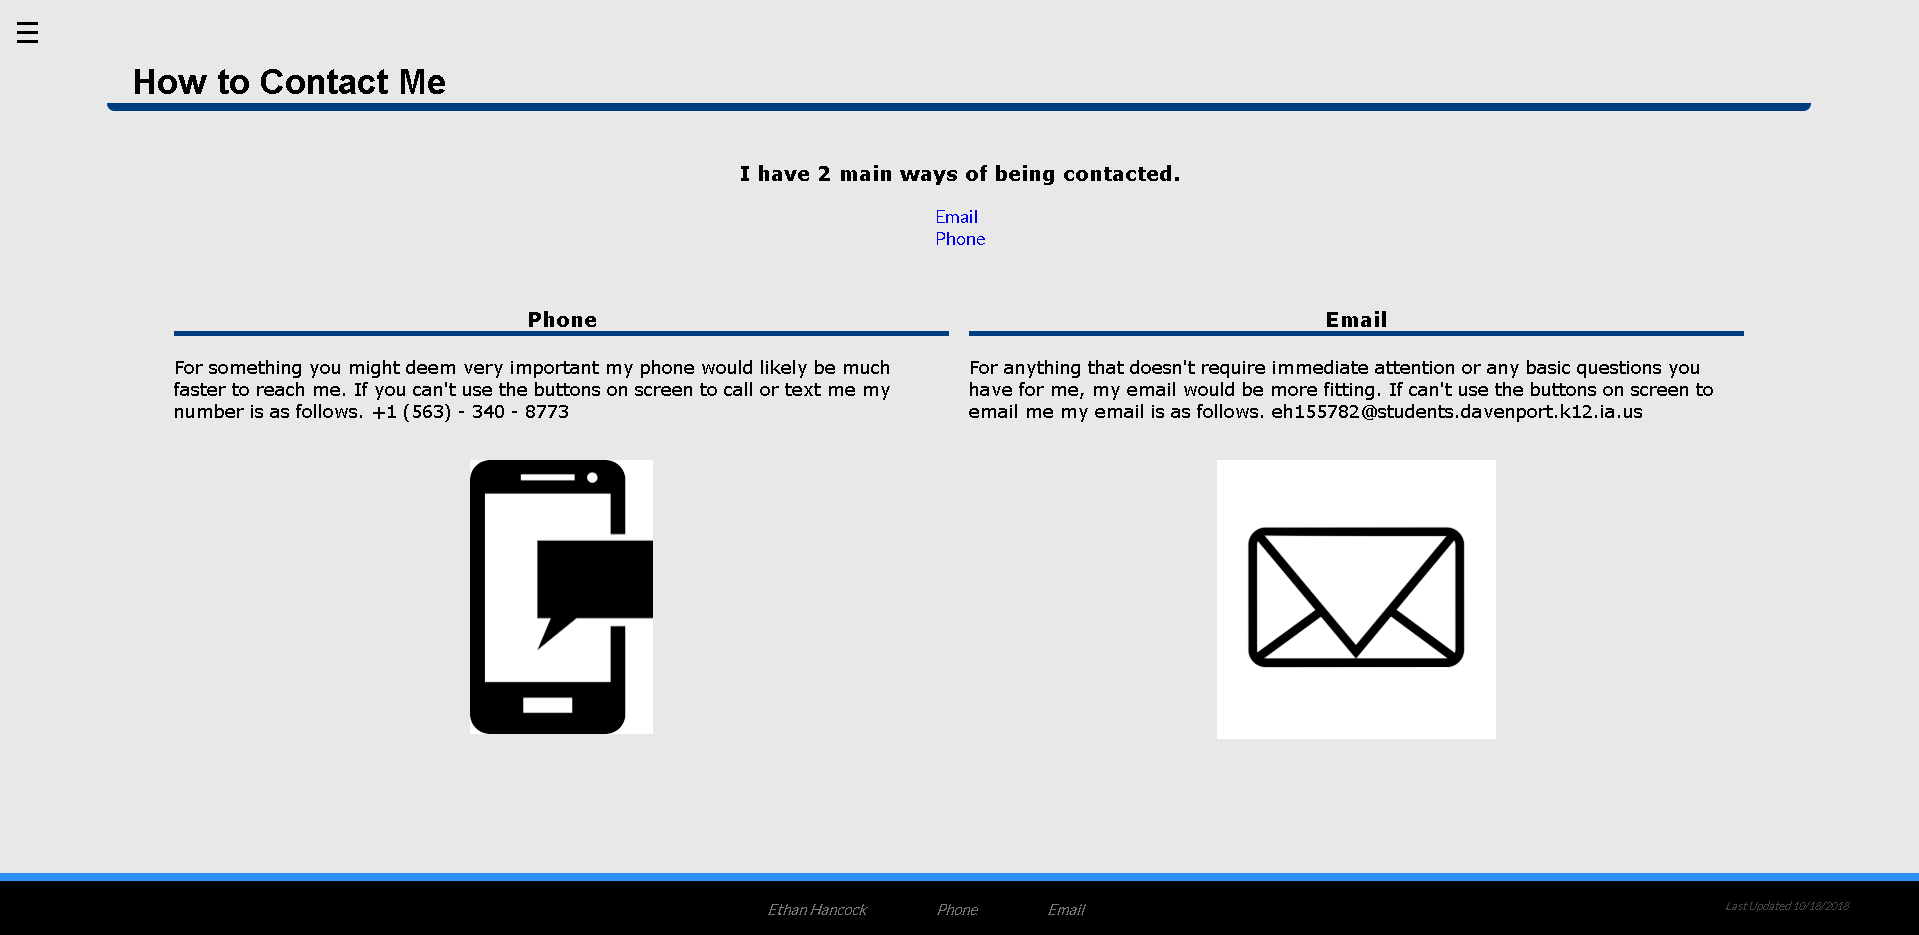 How to Contact Me
I have 2 main ways of being contacted.
Email
Phone
Phone
For something you might deem very important my phone would likely be much
faster to reach me. If you can't use the buttons on screen to call or text me my
number is as follows. +1 (563) - 340 - 8773
Email
For anything that doesn't require immediate attention or any basic questions you
have for me, my email would be more fitting. If can't use the buttons on screen to
email me my email is as follows. eh155782@students.davenport.k12.ia.us
Ethan Hancock
Phone
Email
Last Updated 10/18/2018